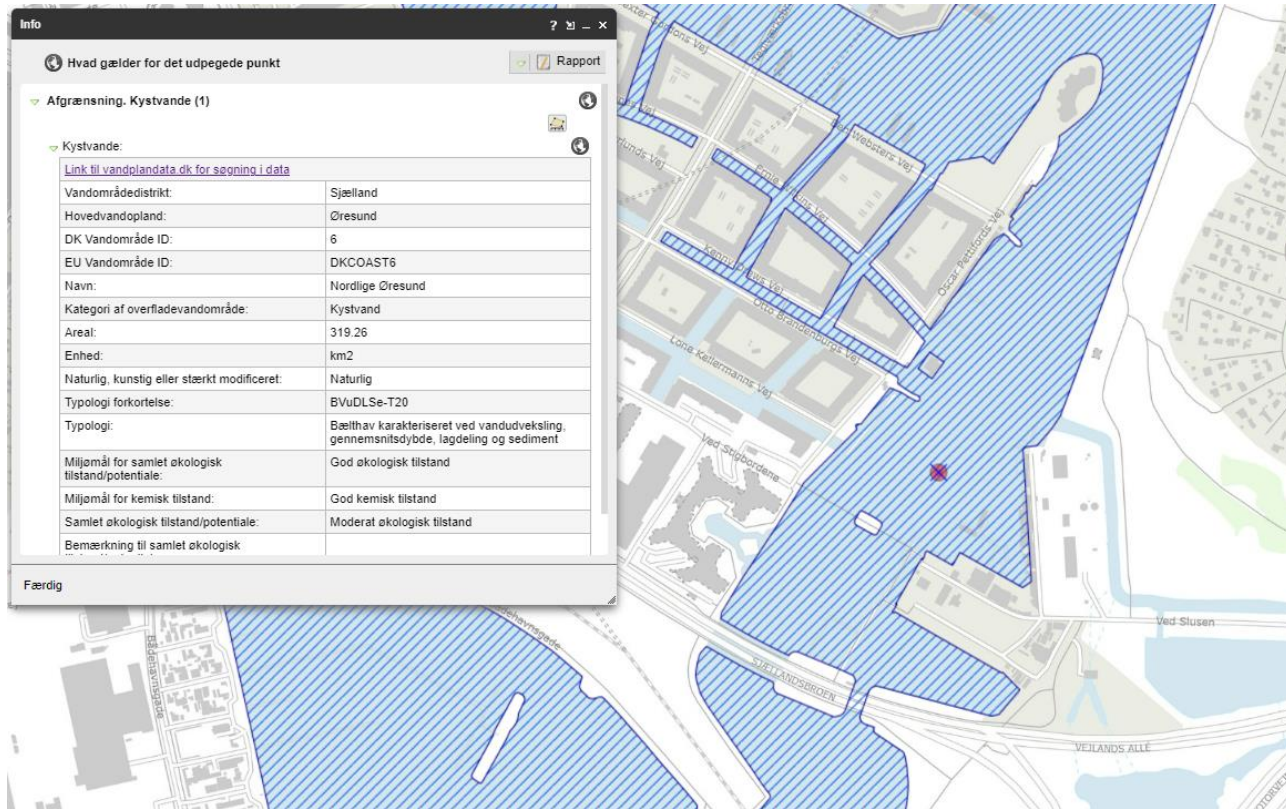 Info
? _ ×
Hvad gælder for det udpegede punkt
Rapport
Afgrænsning. Kystvande (1)
Kystvande:
Link til vandplandata.dk for søgning i data
Vandområdedistrikt: Sjælland
Hovedvandopland: Øresund
DK Vandområde ID: 6
EU Vandområde ID: DKCOAST6
Navn: Nordlige Øresund
Kategori af overfladevandområde: Kystvand
Areal: 319.26
Enhed: km2
Naturlig, kunstig eller stærkt modificeret: Naturlig
Typologi forkortelse: BVuDLSe-T20
Typologi: Bælthav karakteriseret ved vandudveksling,
gennemsnitsdybde, lagdeling og sediment
Miljømål for samlet økologisk
tilstand/potentiale: God økologisk tilstand
Miljømål for kemisk tilstand: God kemisk tilstand
Samlet økologisk tilstand/potentiale: Moderat økologisk tilstand
Bemærkning til samlet økologisk
Færdig
Gordons Vej
Ben Websters Vej
Vej
Oscar Pettifords Vej
Kenny Drews Vej
Otto Brandenburgs Vej
Lone Kellermanns Vej
Ved Stigbordene
Ved Slusen
SJÆLLANDSBROEN
VEJLANDS ALLÉ
Bådehavnsgade